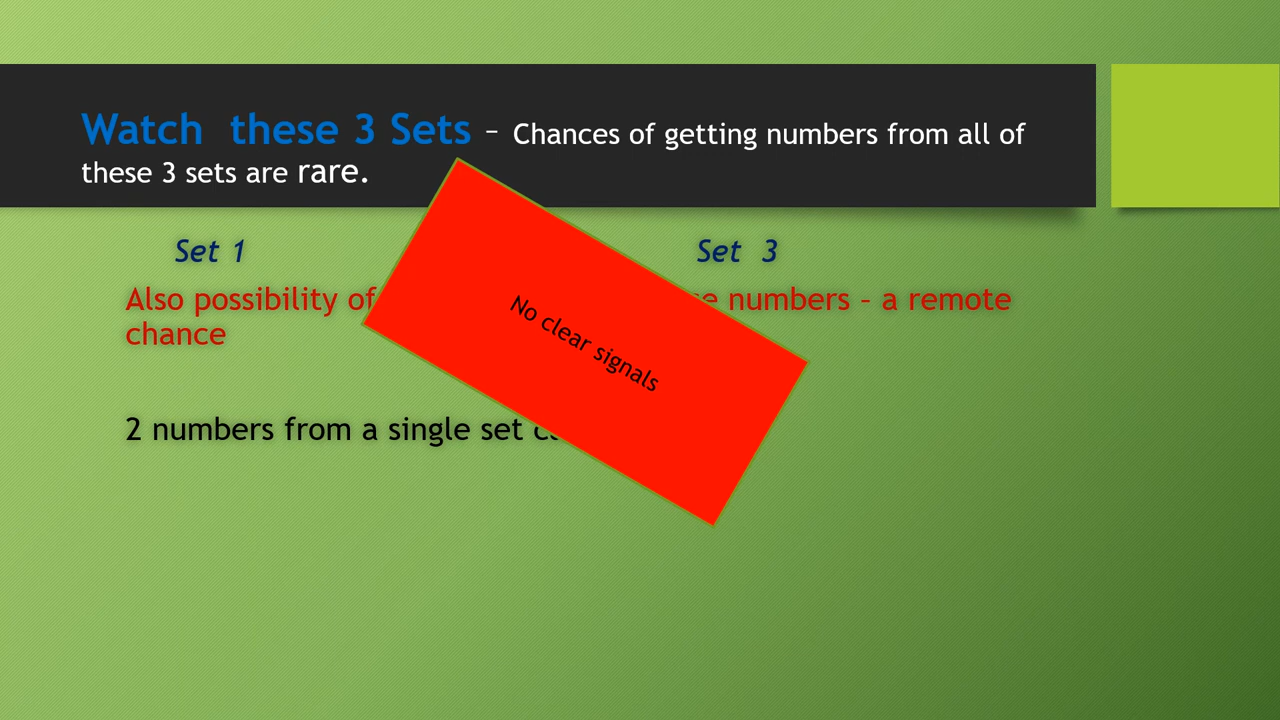 Watch these 3 Sets – Chances of getting numbers from all of
these 3 sets are rare.
Set 1 Set 3
Also possibility of numbers – a remote
chance
No clear signals
2 numbers from a single set